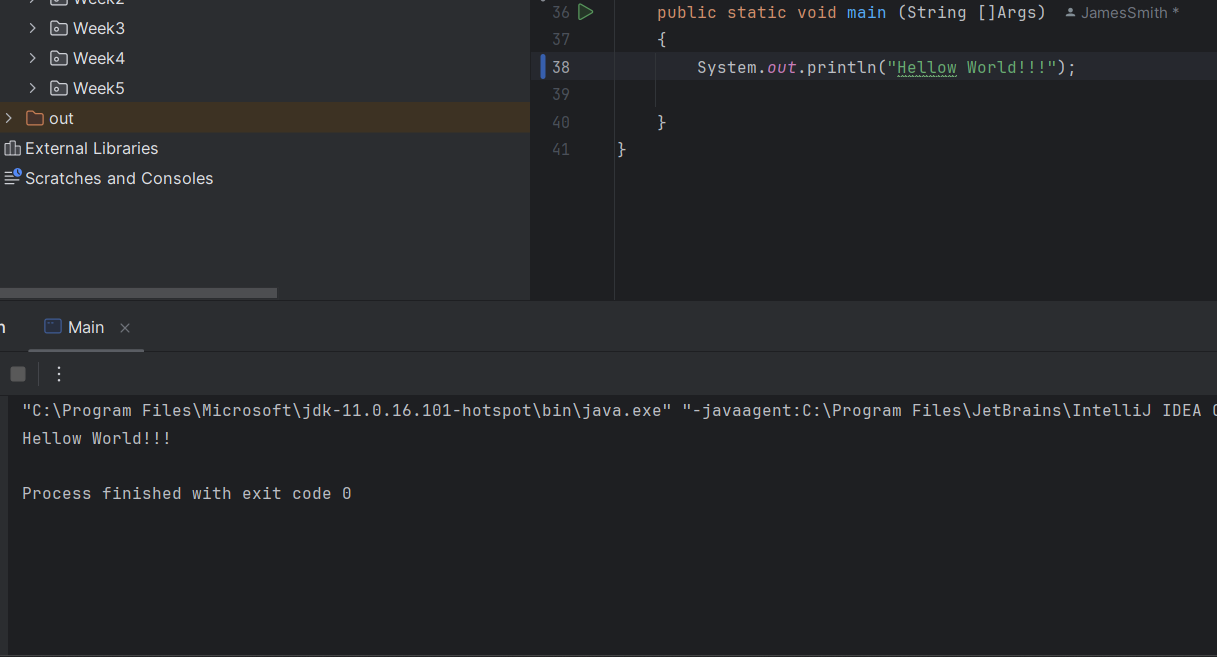 Week2
Week3
Week4
Week5
out
External Libraries
Scratches and Consoles
36 public static void main (String []Args) JamesSmith *
37 {
38 System.out.println("Hellow World!!!");
39
40 }
41 }
Main
"C:\Program Files\Microsoft\jdk-11.0.16.101-hotspot\bin\java.exe" "-javaagent:C:\Program Files\JetBrains\IntelliJ IDEA
Hellow World!!!
Process finished with exit code 0